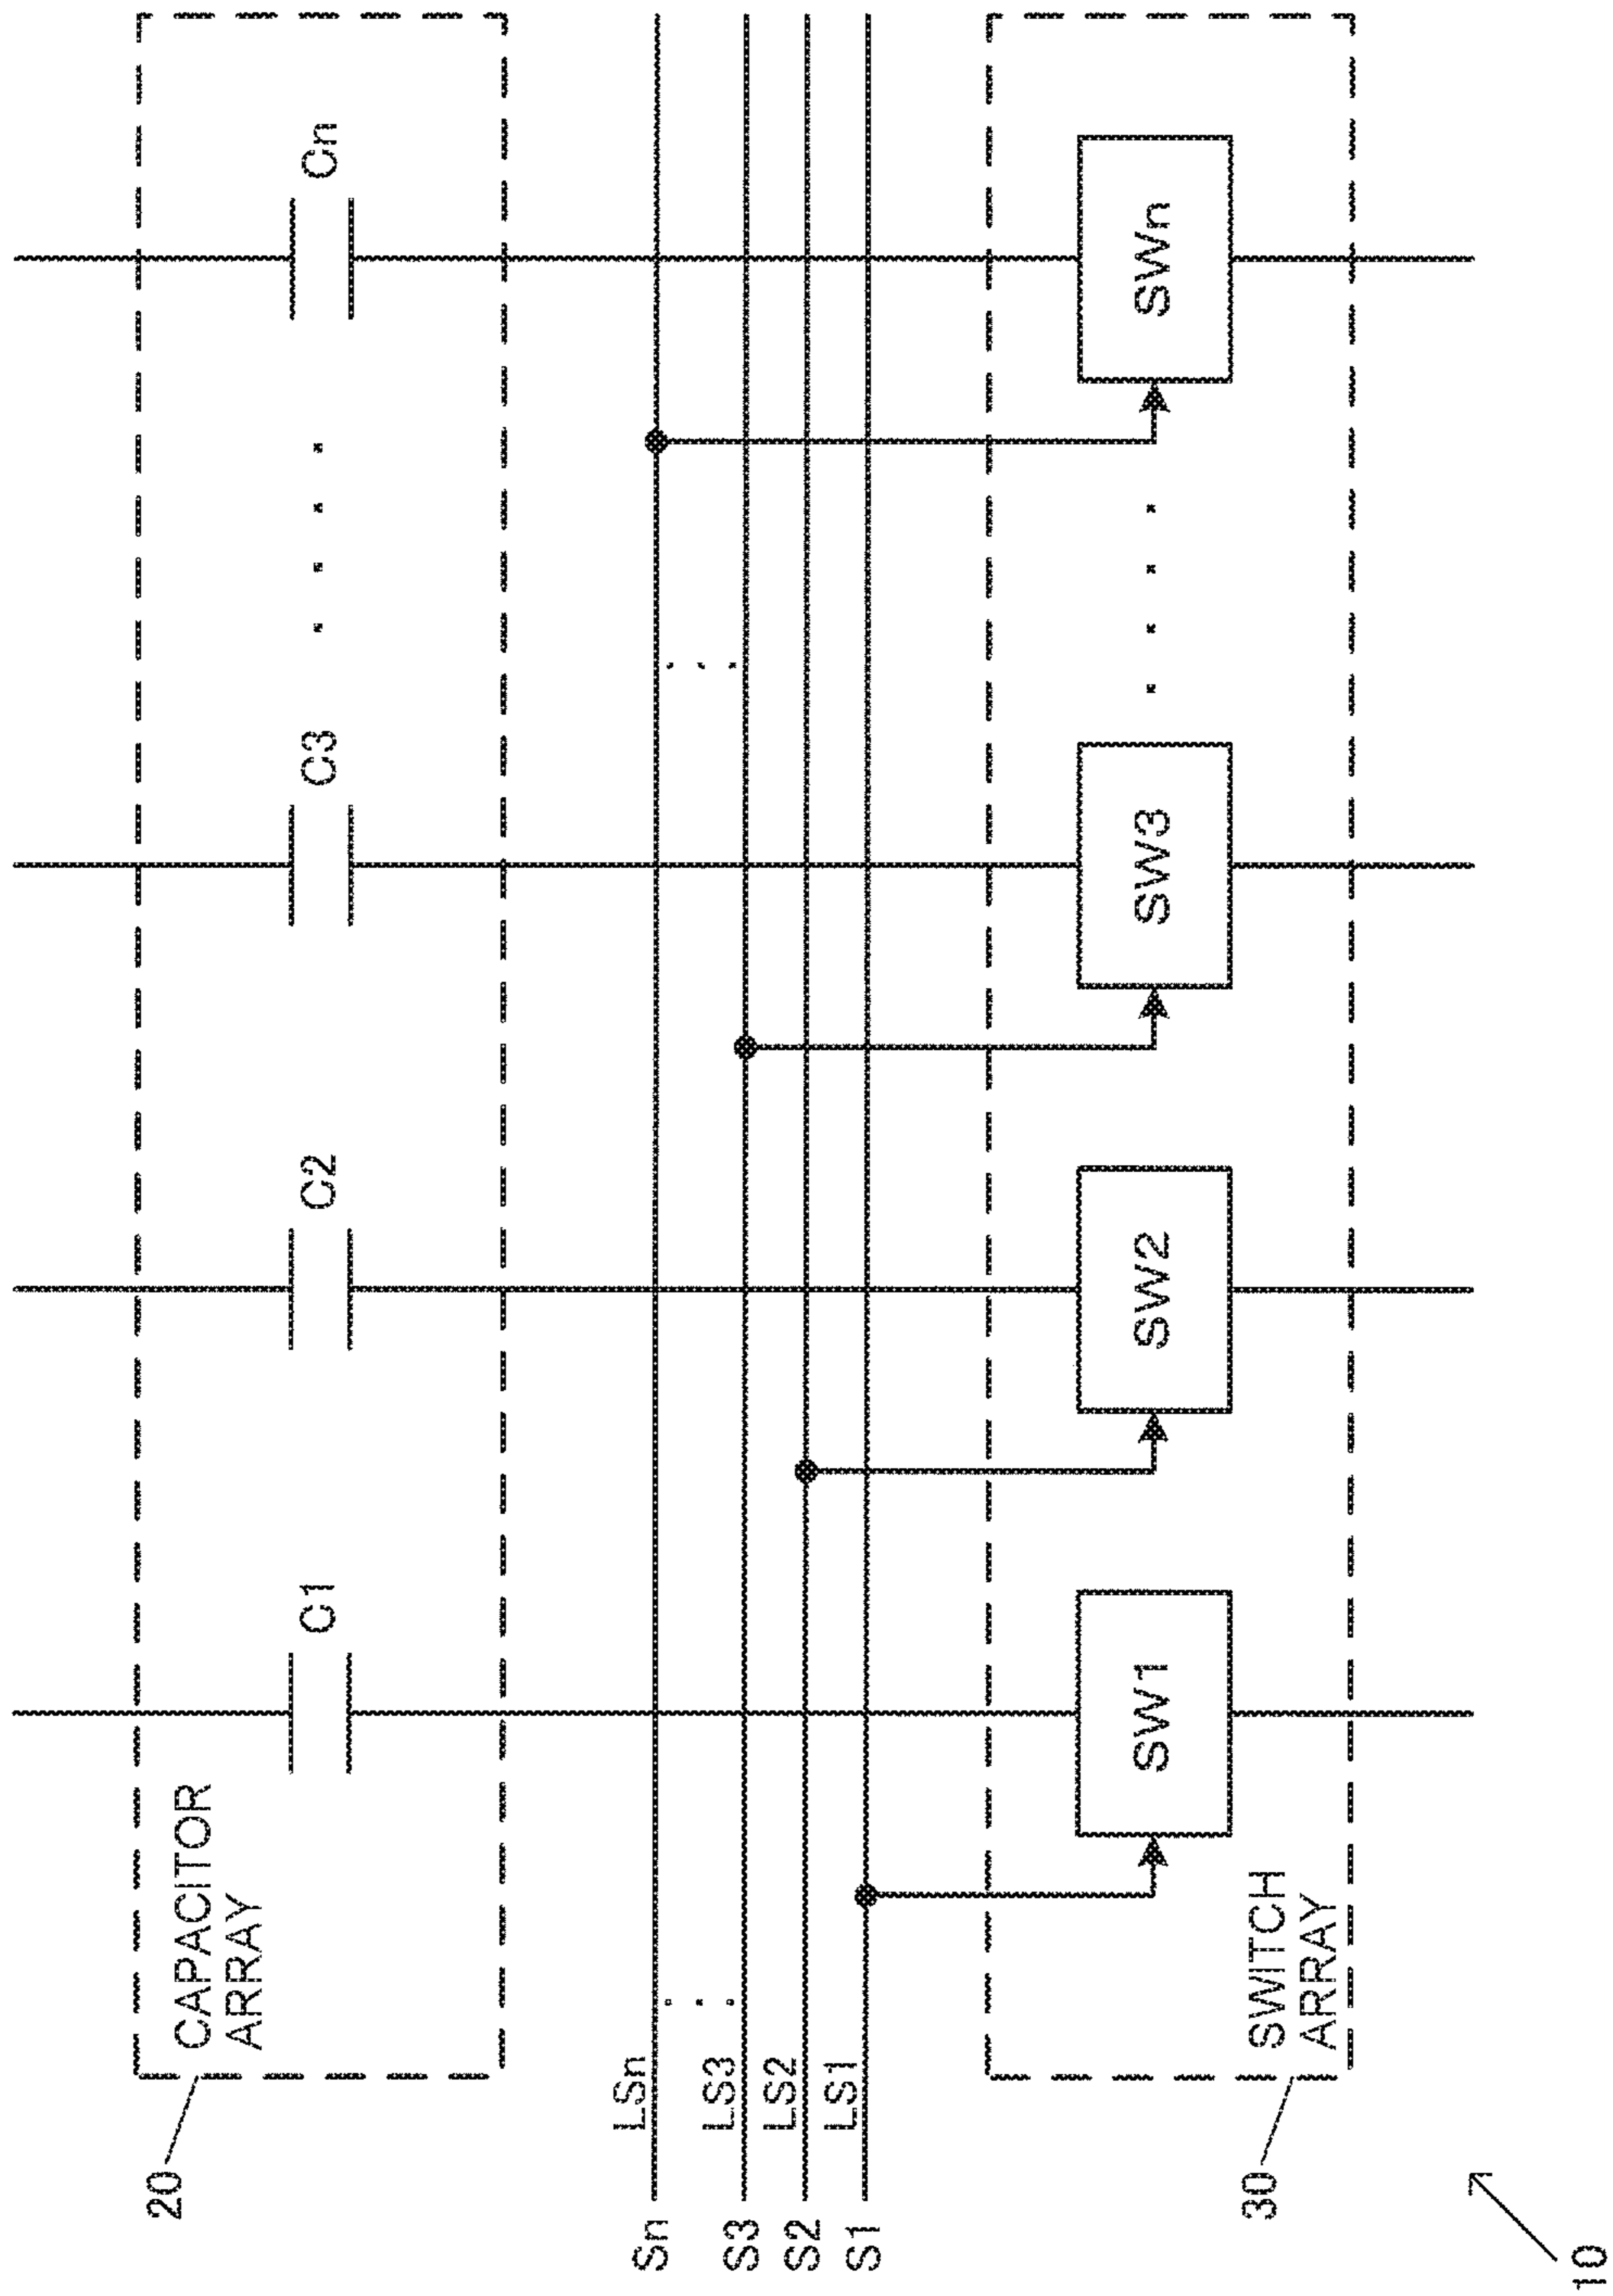 20
CAPACITOR
ARRAY
C1
C2
C3
Cn
Sn
LSn
S3
LS3
S2
LS2
S1
LS1
SW1
SW2
SW3
SWn
30
SWITCH
ARRAY
10